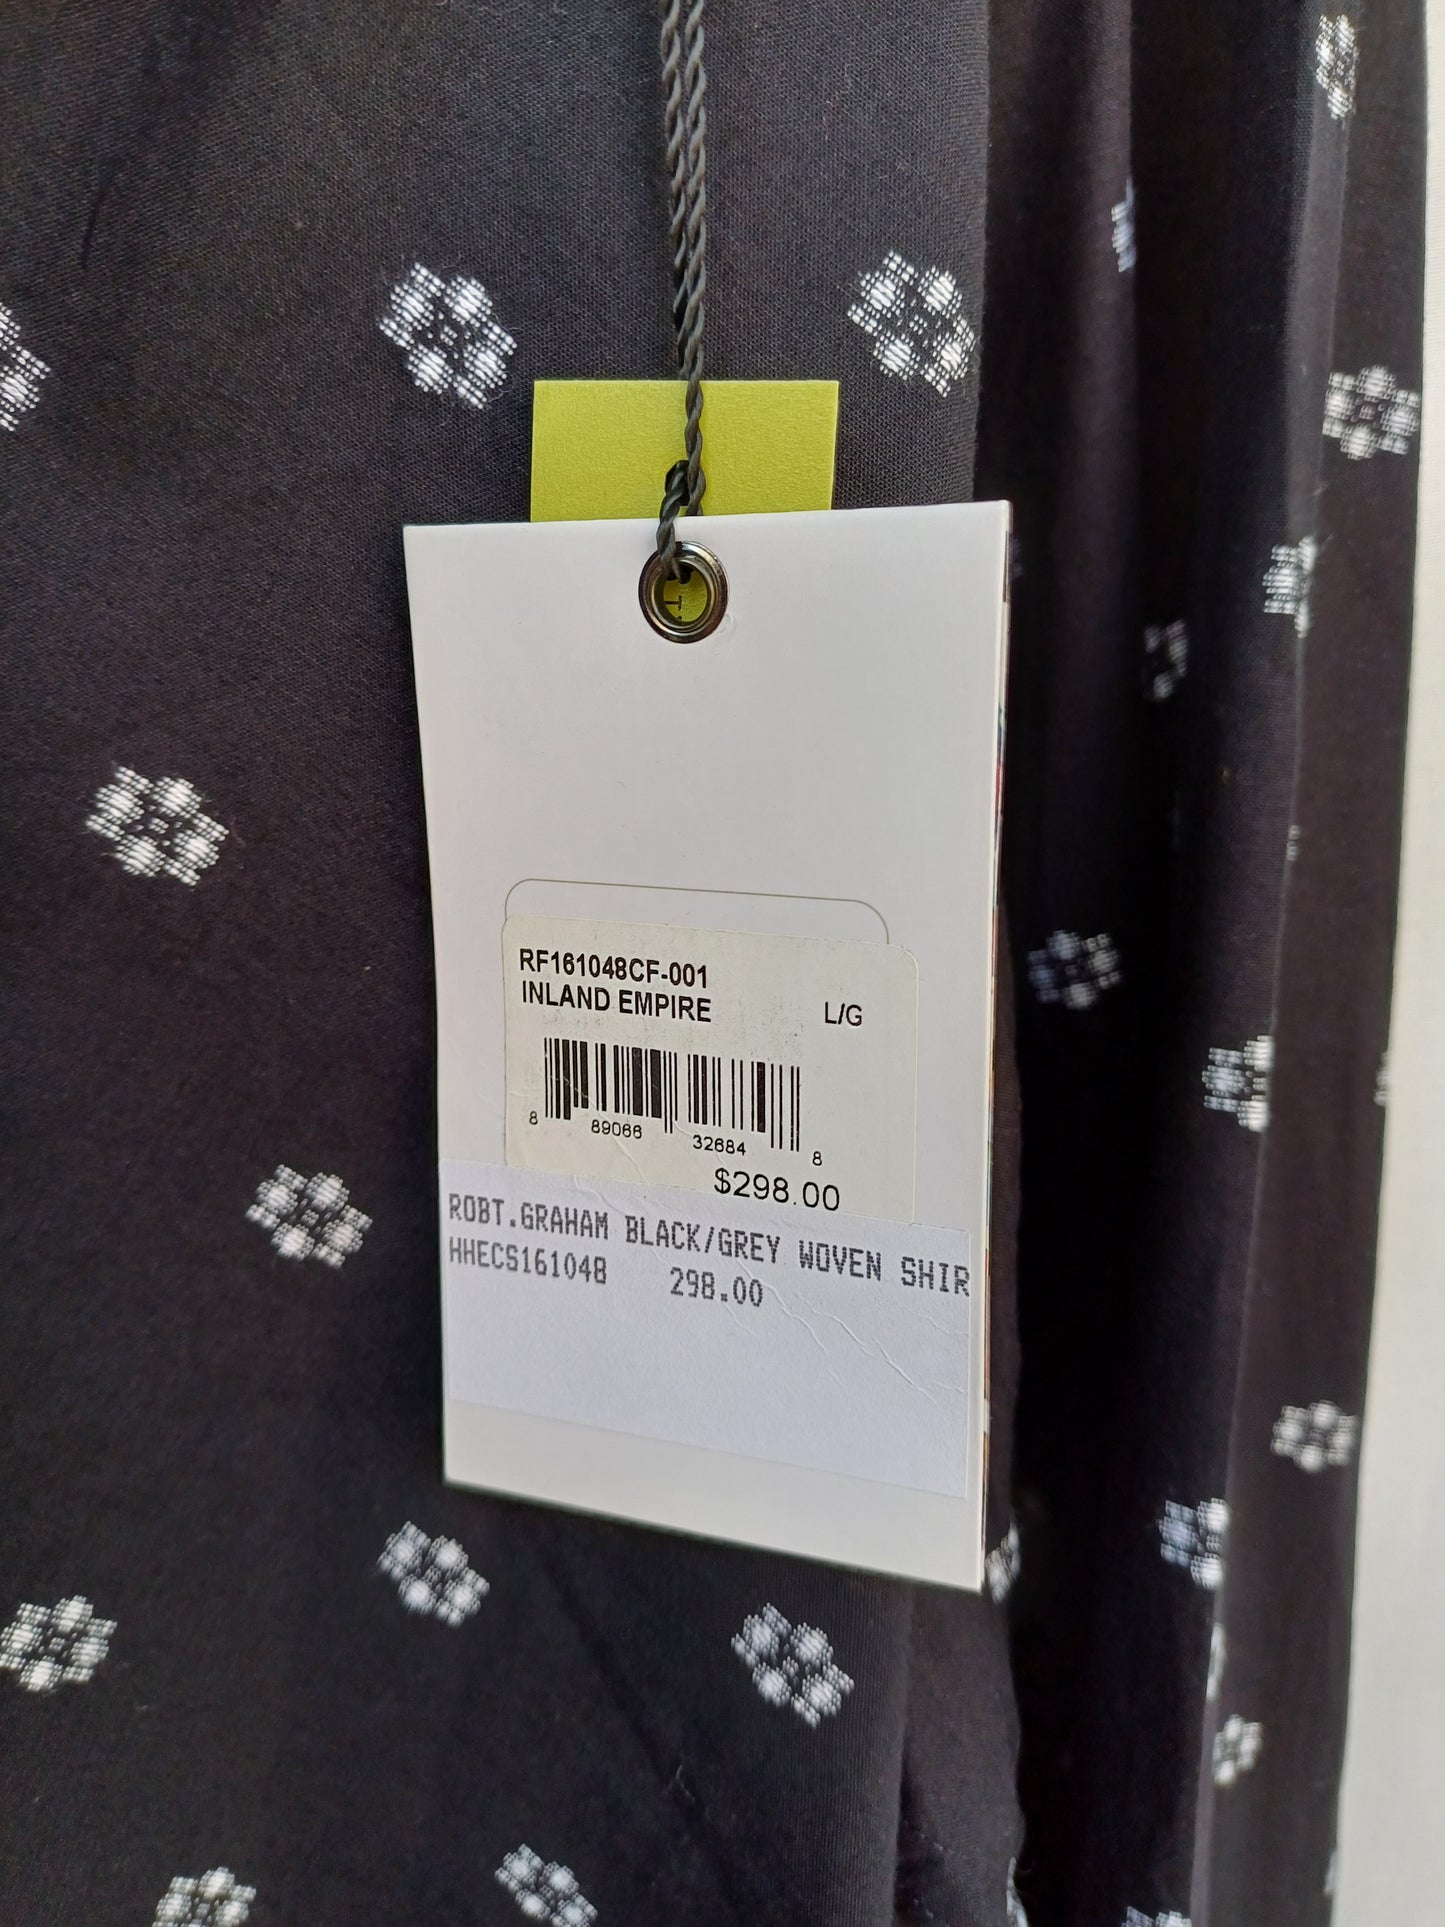 RF161048CF-001
INLAND EMPIRE L/G
8 89066 32684 8
$298.00
ROBT.GRAHAM BLACK/GREY WOVEN SHIR
HHECS161048 298.00